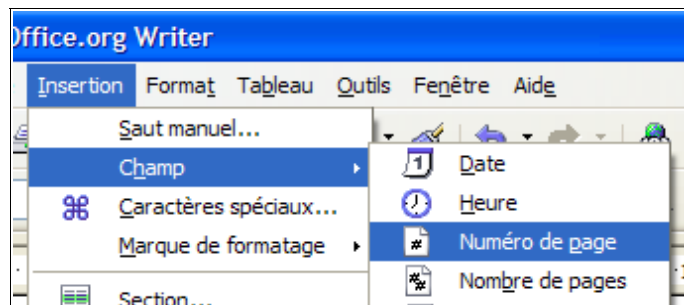 Office.org Writer
Insertion Format Tableau Outils Fenêtre Aide
Saut manuel...
Champ
Caractères spéciaux...
Marque de formatage
Section...
Date
Heure
Numéro de page
Nombre de pages